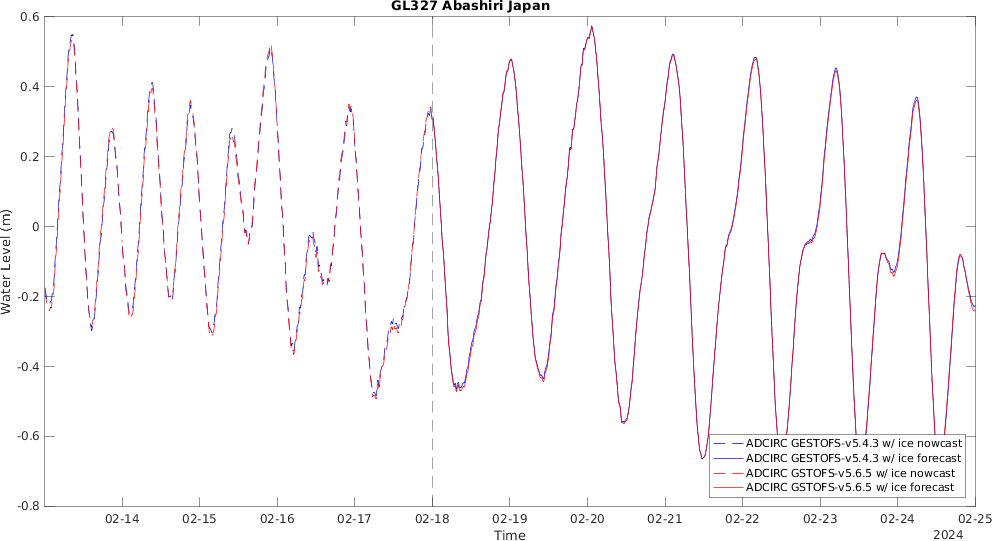 GL327 Abashiri Japan
0.6
0.4
0.2
0
-0.2
-0.4
-0.6
-0.8
Water Level (m)
ADCIRC GESTOFS-v5.4.3 w/ ice nowcast
ADCIRC GESTOFS-v5.4.3 w/ ice forecast
ADCIRC GSTOFS-v5.6.5 w/ ice nowcast
ADCIRC GSTOFS-v5.6.5 w/ ice forecast
02-14 02-15 02-16 02-17 02-18 02-19 02-20 02-21 02-22 02-23 02-24 02-25
Time
2024